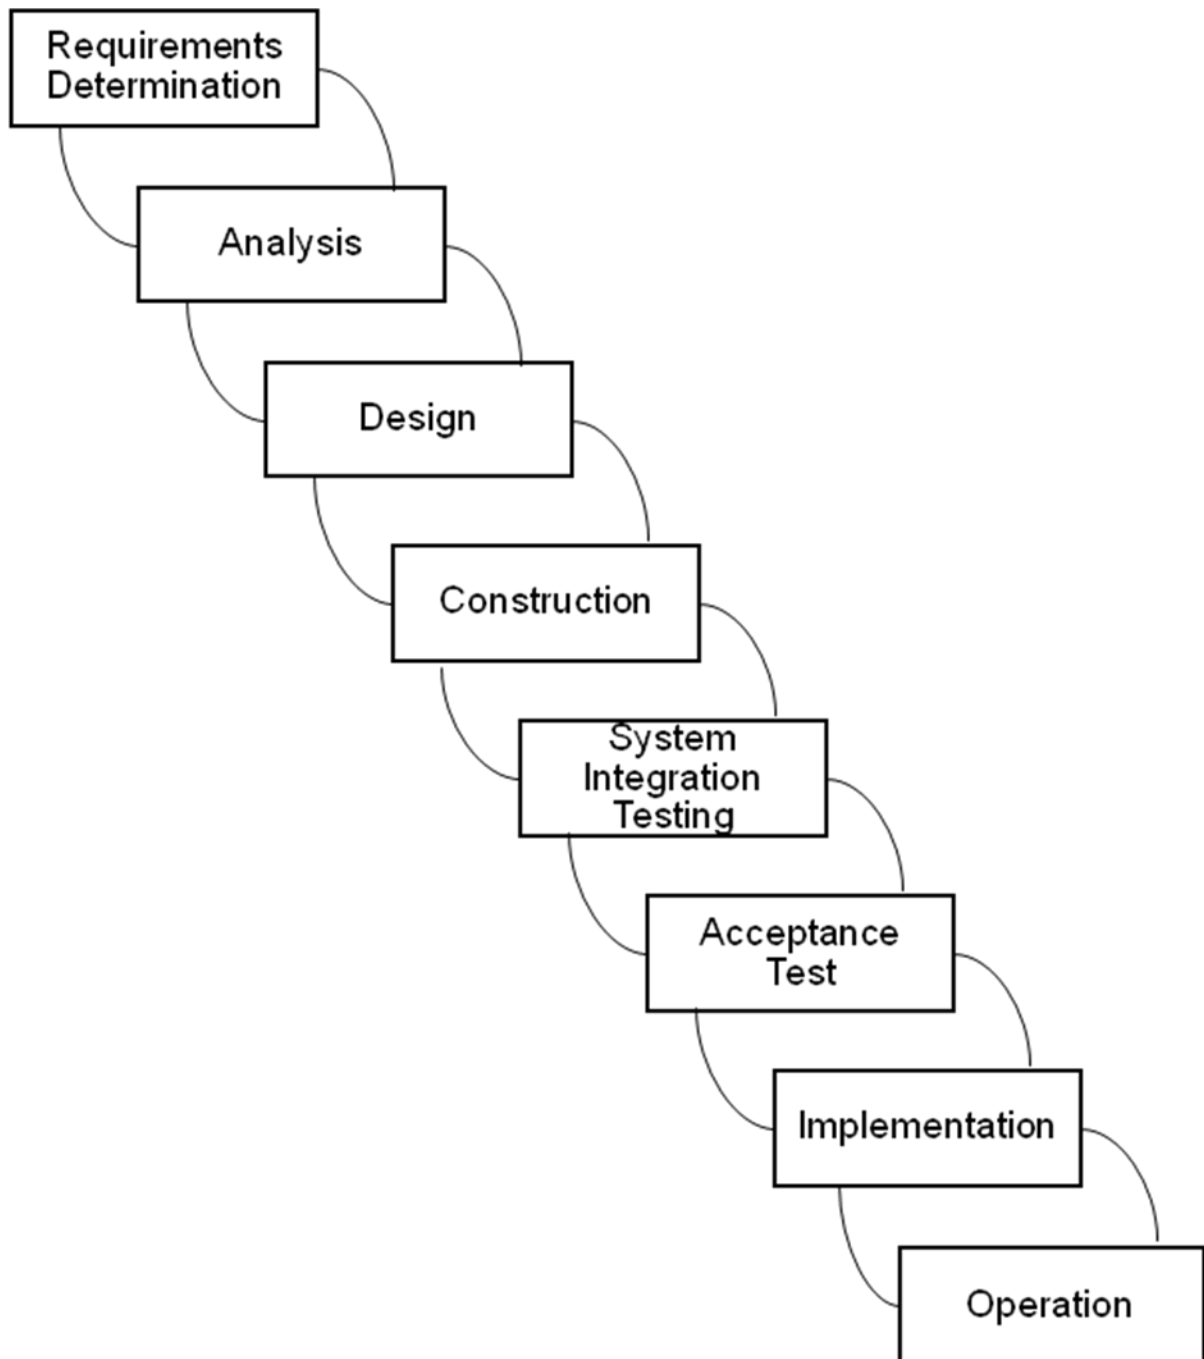 Requirements
Determination
Analysis
Design
Construction
System
Integration
Testing
Acceptance
Test
Implementation
Operation